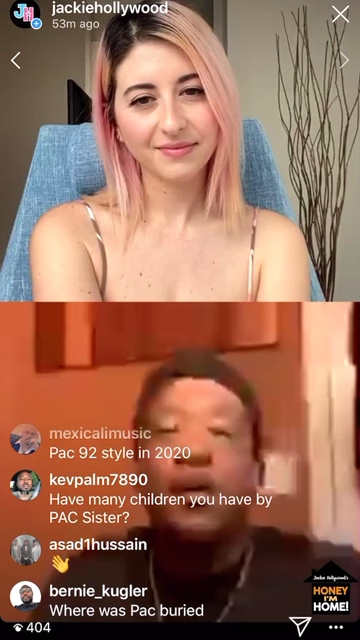 jackiehollywood
53m ago
mexicalimusic
Pac 92 style in 2020
kevpalm7890
Have many children you have by
PAC Sister?
asad1hussain
👋
bernie_kugler
Where was Pac buried
Jackie Hollywood's
HONEY
I'M
HOME!
404